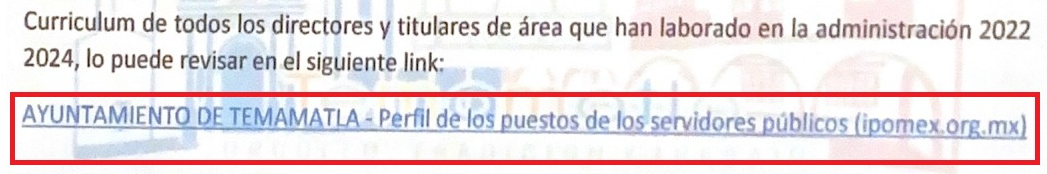 Curriculum de todos los directores y titulares de área que han laborado en la administración 2022
2024, lo puede revisar en el siguiente link:
AYUNTAMIENTO DE TEMAMATLA - Perfil de los puestos de los servidores públicos (ipomex.org.mx)